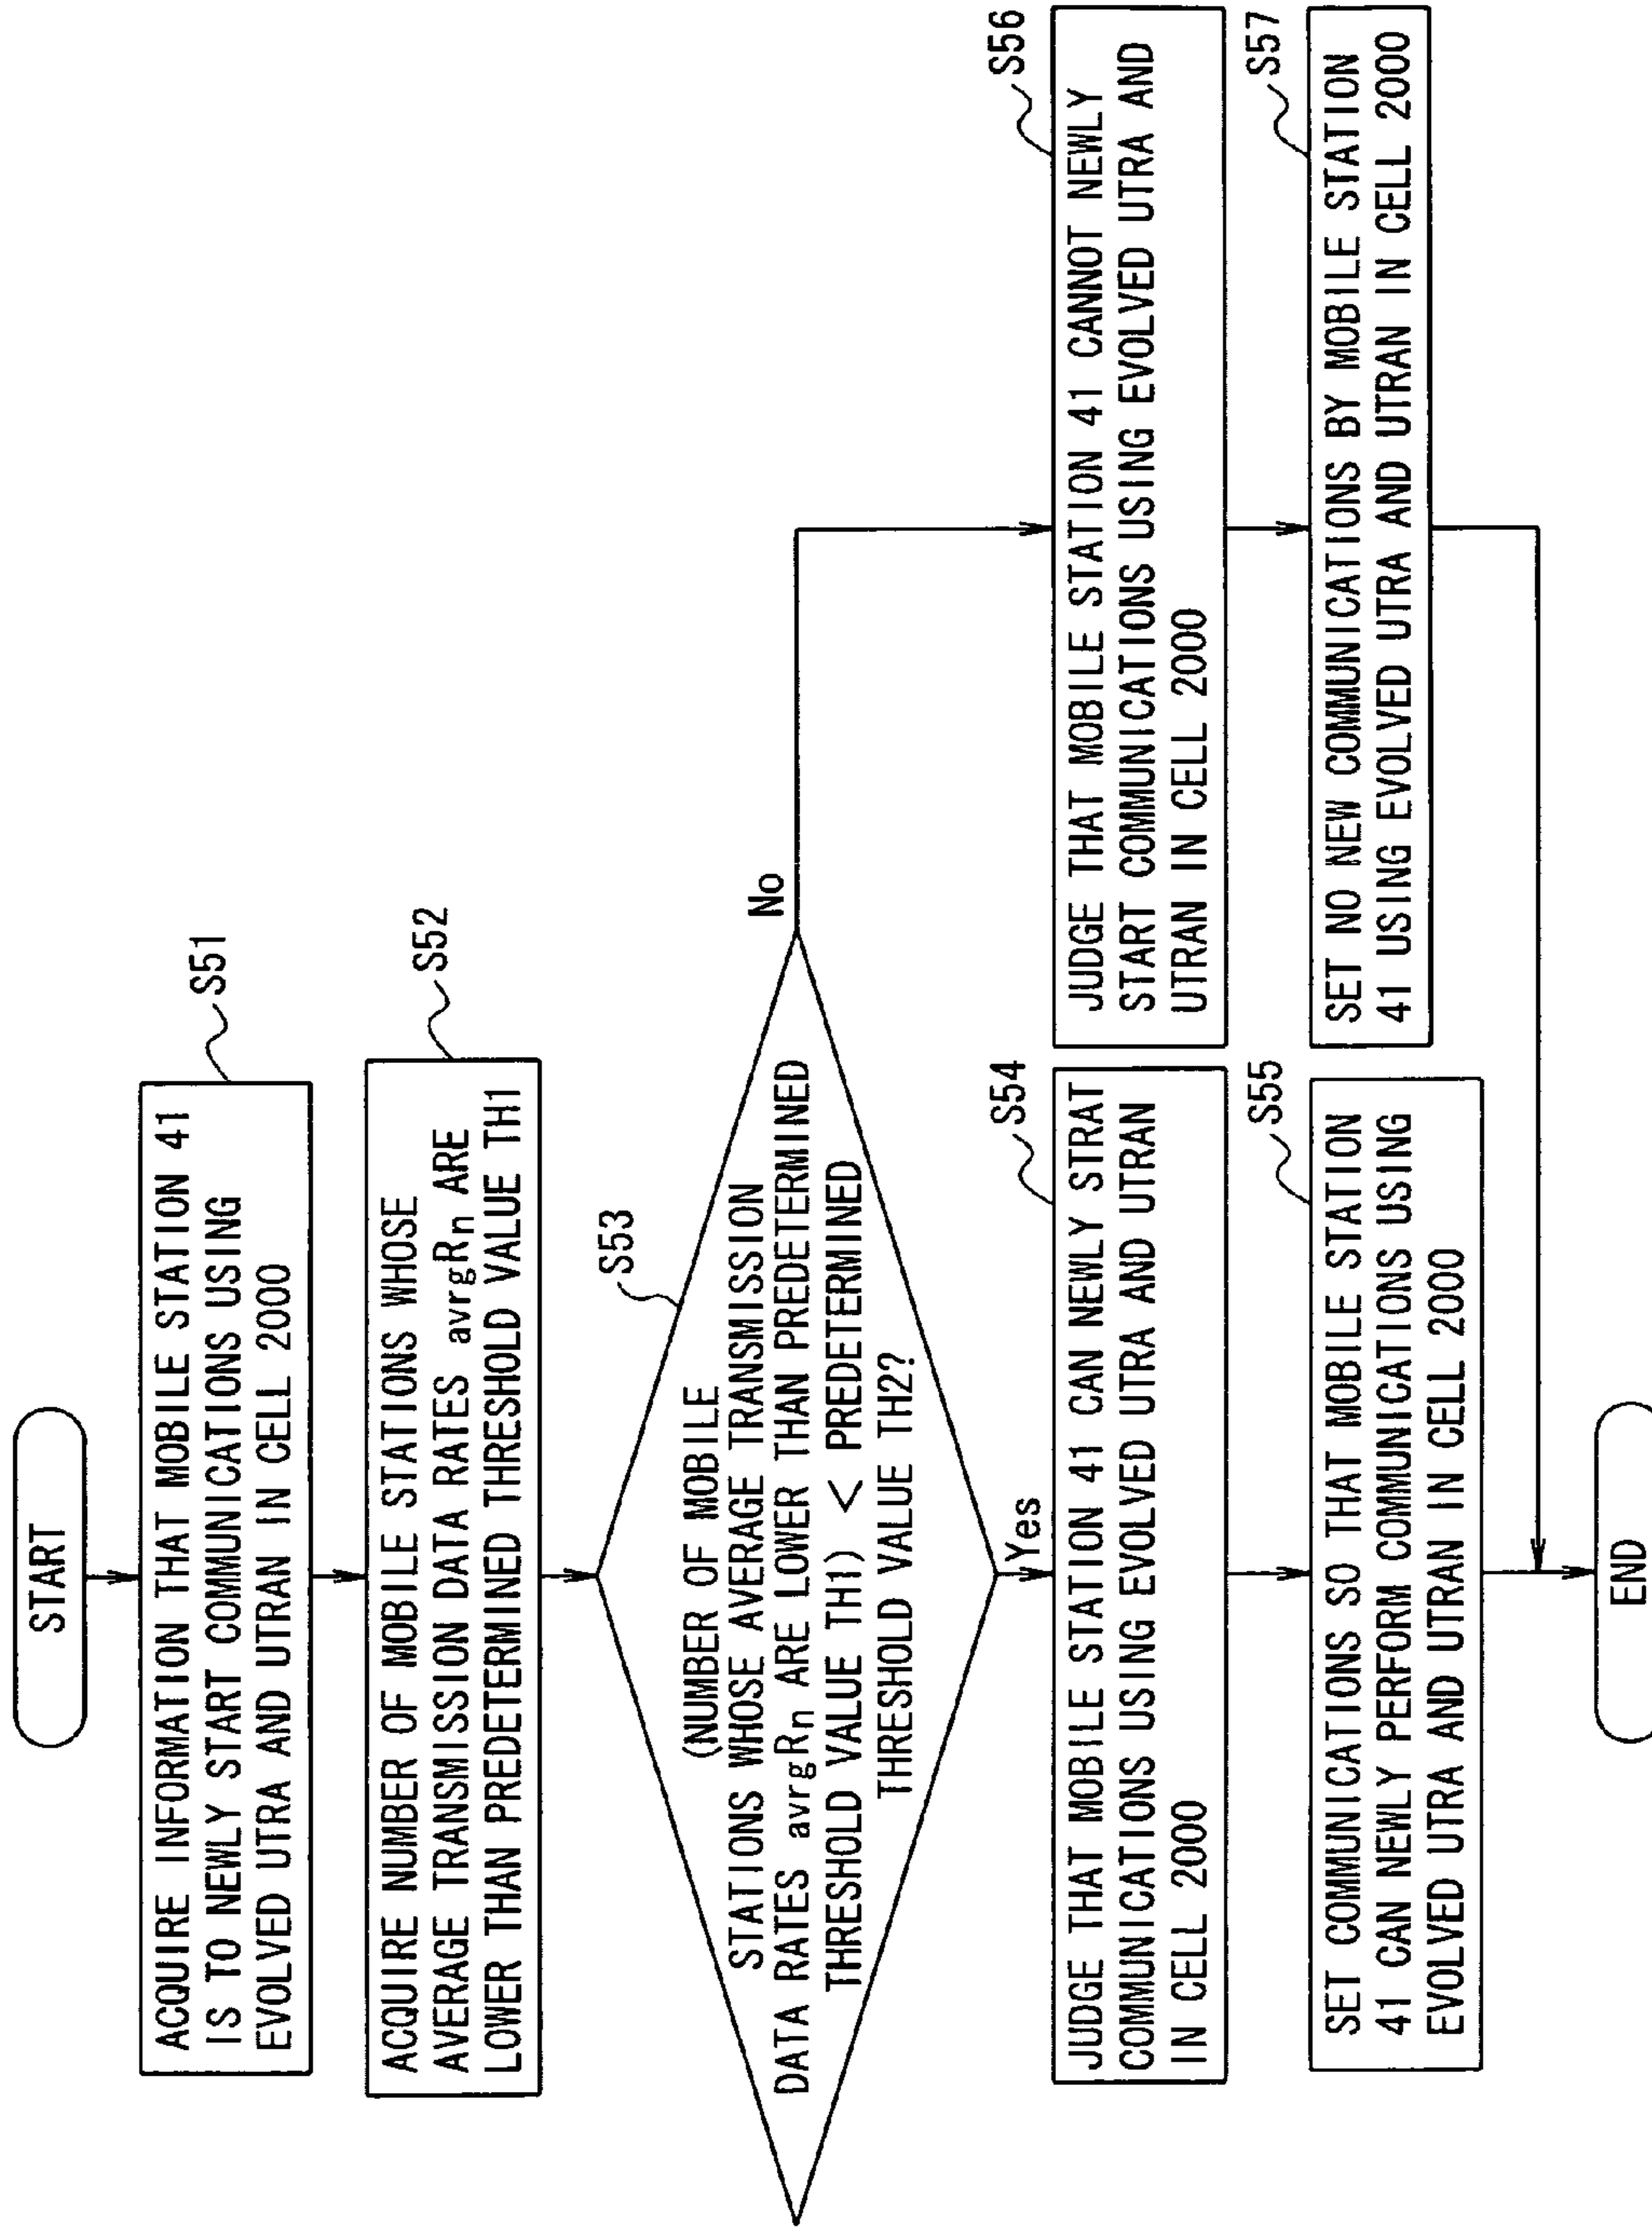 START
ACQUIRE INFORMATION THAT MOBILE STATION 41
IS TO NEWLY START COMMUNICATIONS USING
EVOLVED UTRA AND UTRAN IN CELL 2000
S51
ACQUIRE NUMBER OF MOBILE STATIONS WHOSE
AVERAGE TRANSMISSION DATA RATES avrgRn ARE
LOWER THAN PREDETERMINED THRESHOLD VALUE TH1
S52
S53
(NUMBER OF MOBILE
STATIONS WHOSE AVERAGE TRANSMISSION
DATA RATES avrgRn ARE LOWER THAN PREDETERMINED
THRESHOLD VALUE TH1) < PREDETERMINED
THRESHOLD VALUE TH2?
No
Yes
S54
JUDGE THAT MOBILE STATION 41 CAN NEWLY STRAT
COMMUNICATIONS USING EVOLVED UTRA AND UTRAN
IN CELL 2000
S55
SET COMMUNICATIONS SO THAT MOBILE STATION
41 CAN NEWLY PERFORM COMMUNICATIONS USING
EVOLVED UTRA AND UTRAN IN CELL 2000
S56
JUDGE THAT MOBILE STATION 41 CANNOT NEWLY
START COMMUNICATIONS USING EVOLVED UTRA AND
UTRAN IN CELL 2000
S57
SET NO NEW COMMUNICATIONS BY MOBILE STATION
41 USING EVOLVED UTRA AND UTRAN IN CELL 2000
END